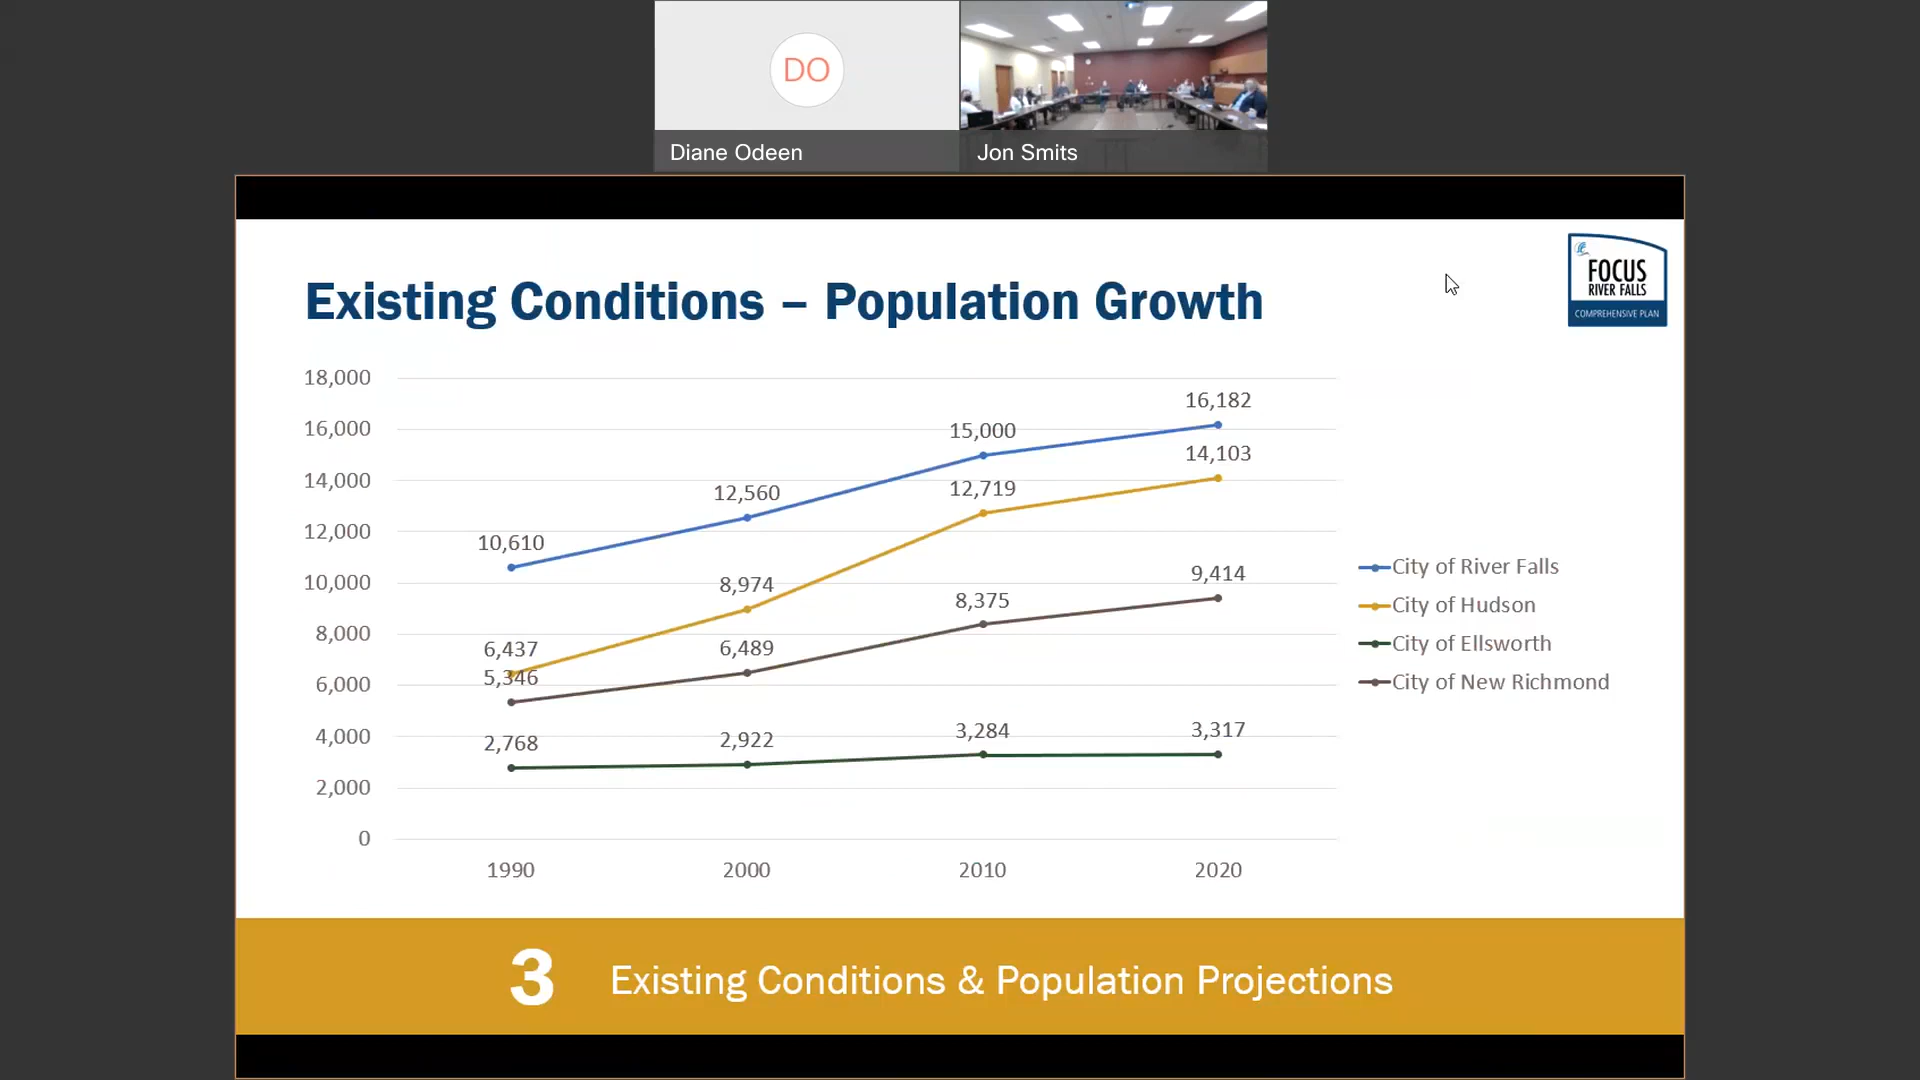 DO
Diane Odeen
Jon Smits
FOCUS
RIVER FALLS
COMPREHENSIVE PLAN
Existing Conditions – Population Growth
18,000
16,000
14,000
12,000
10,000
8,000
6,000
4,000
2,000
0
10,610
12,560
15,000
16,182
6,437
8,974
12,719
14,103
5,346
6,489
8,375
9,414
2,768
2,922
3,284
3,317
1990
2000
2010
2020
City of River Falls
City of Hudson
City of Ellsworth
City of New Richmond
3 Existing Conditions & Population Projections